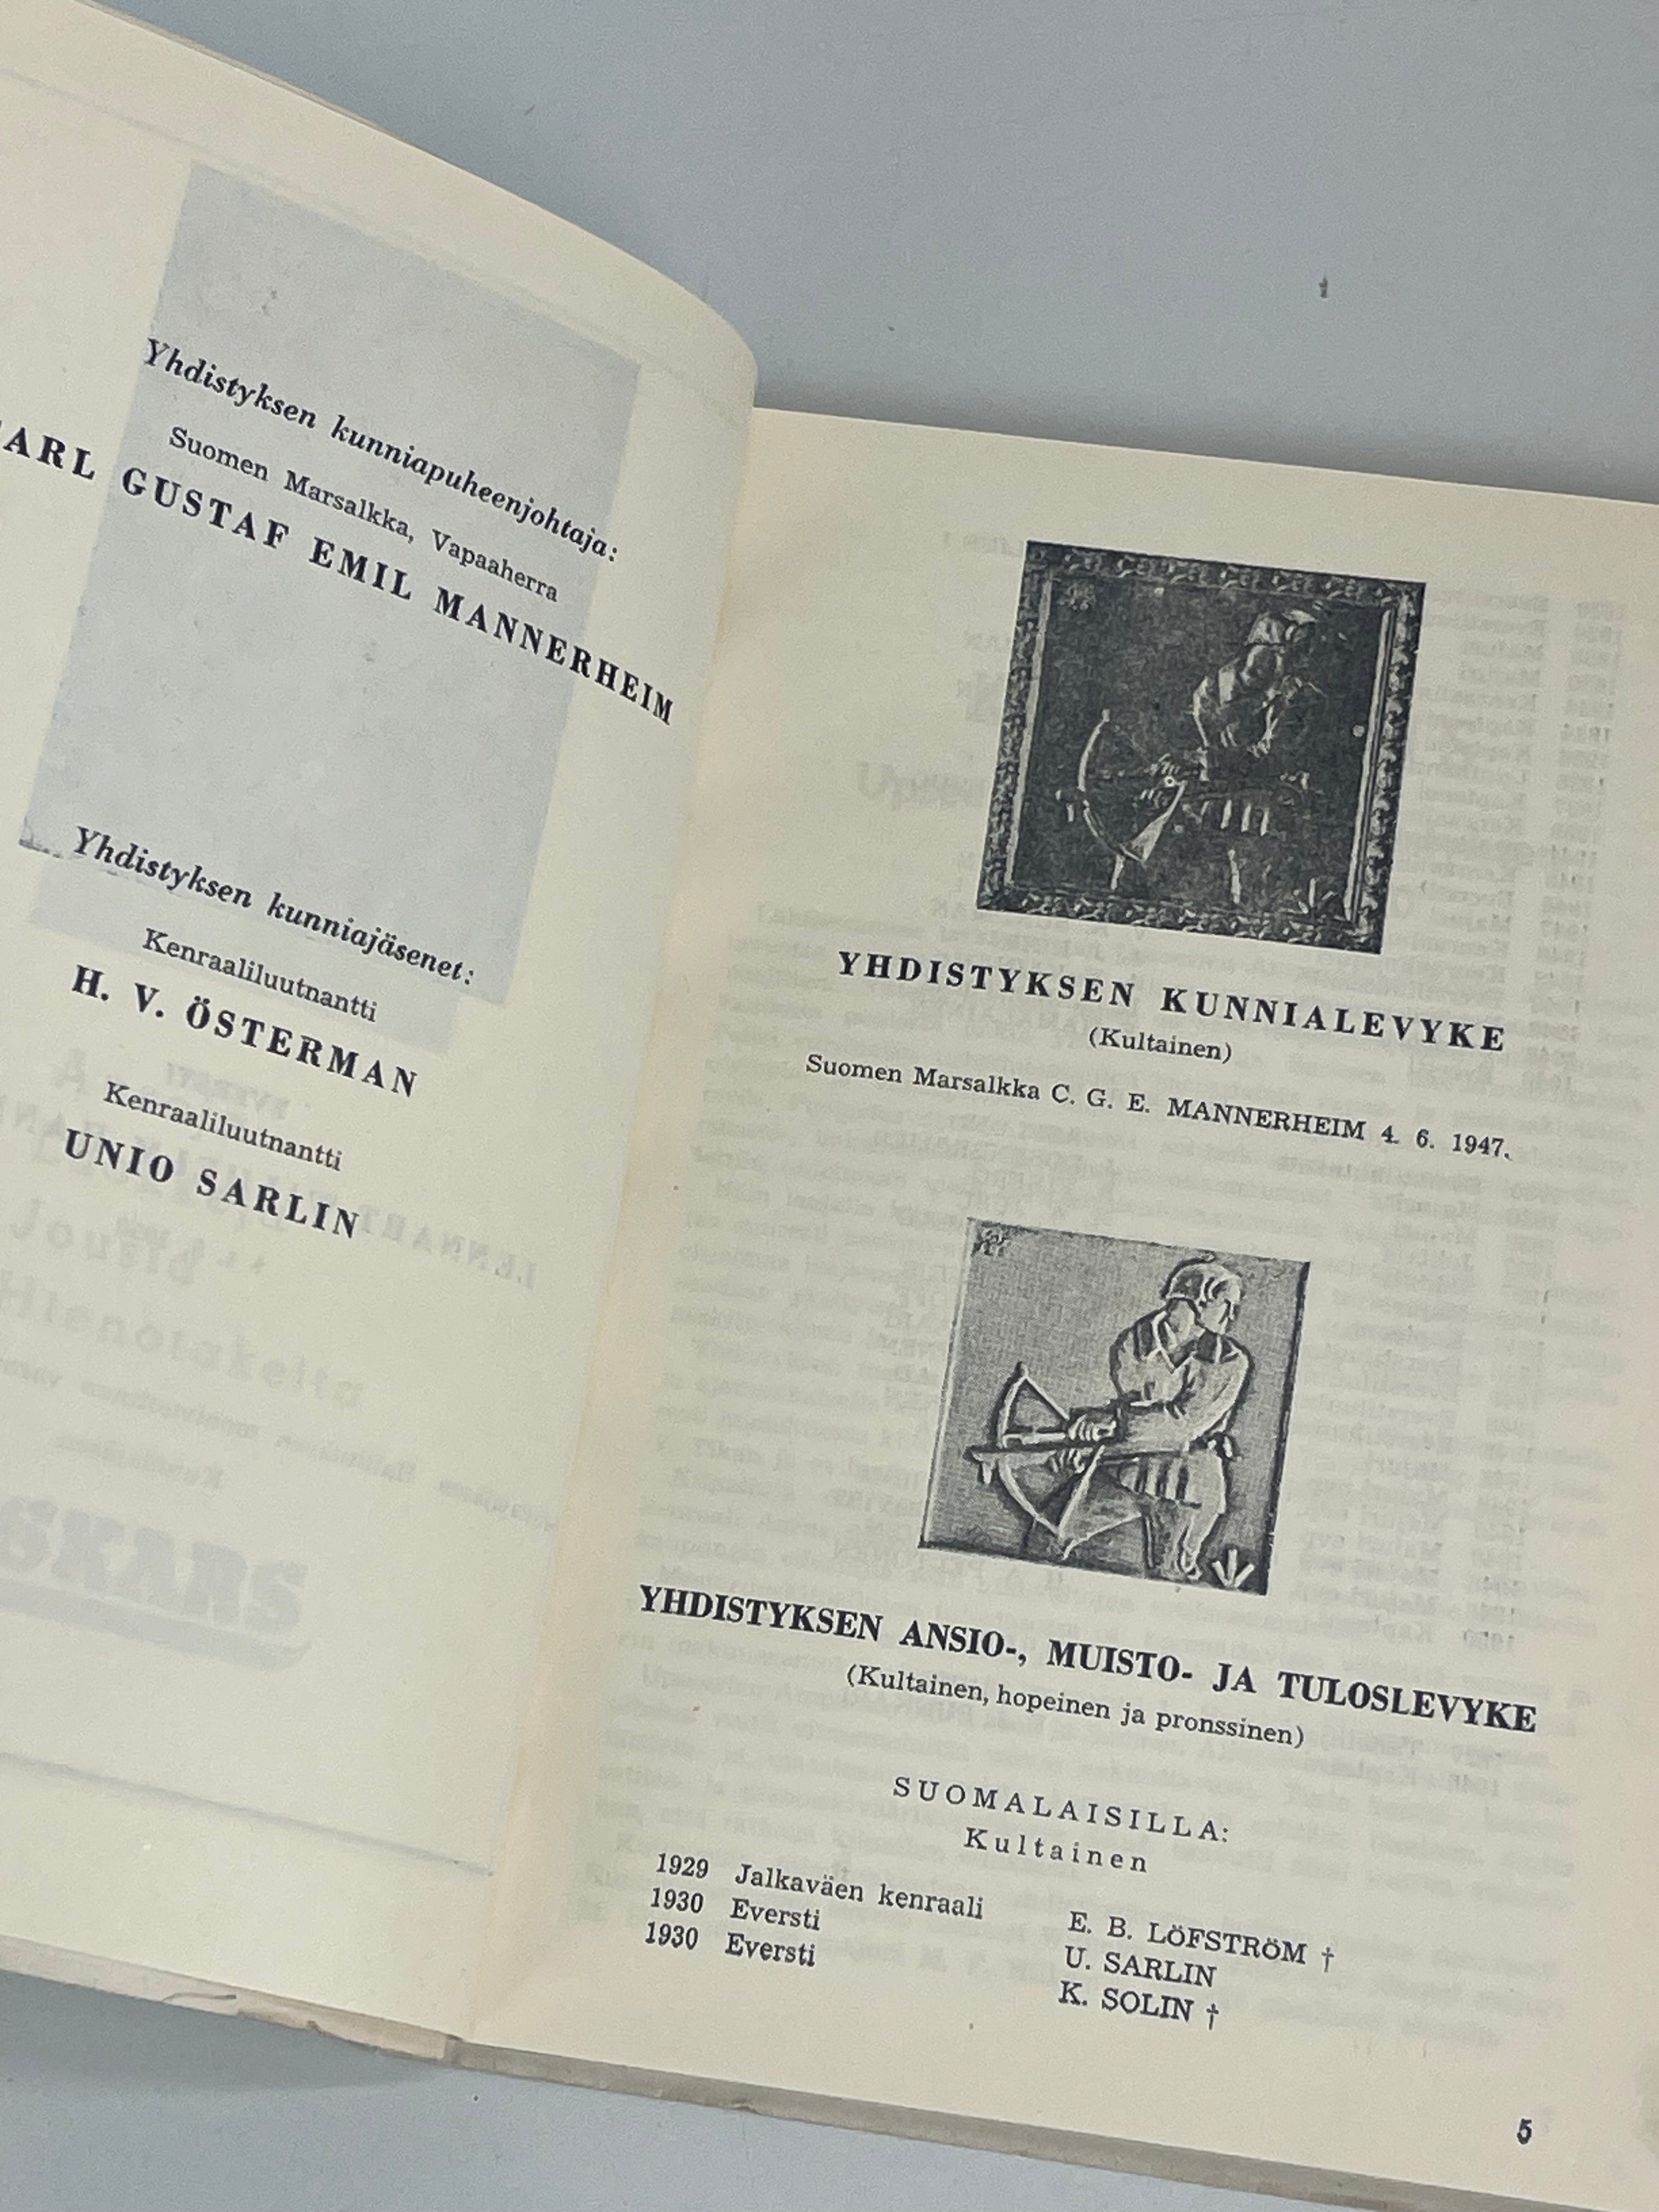 Yhdistyksen kunniapuheenjohtaja:
Suomen Marsalkka, Vapaaherra
ARL GUSTAF EMIL MANNERHEIM
Yhdistyksen kunniajäsenet:
Kenraaliluutnantti
H. V. ÖSTERMAN
Kenraaliluutnantti
UNIO SARLIN
YHDISTYKSEN KUNNIALEVYKE
(Kultainen)
Suomen Marsalkka C. G. E. MANNERHEIM 4. 6. 1947.
YHDISTYKSEN ANSIO-, MUISTO- JA TULOSLEVYKE
(Kultainen, hopeinen ja pronssinen)
SUOMALAISILLA:
Kultainen
1929 Jalkaväen kenraali E. B. LÖFSTRÖM †
1930 Eversti U. SARLIN
1930 Eversti K. SOLIN †
5